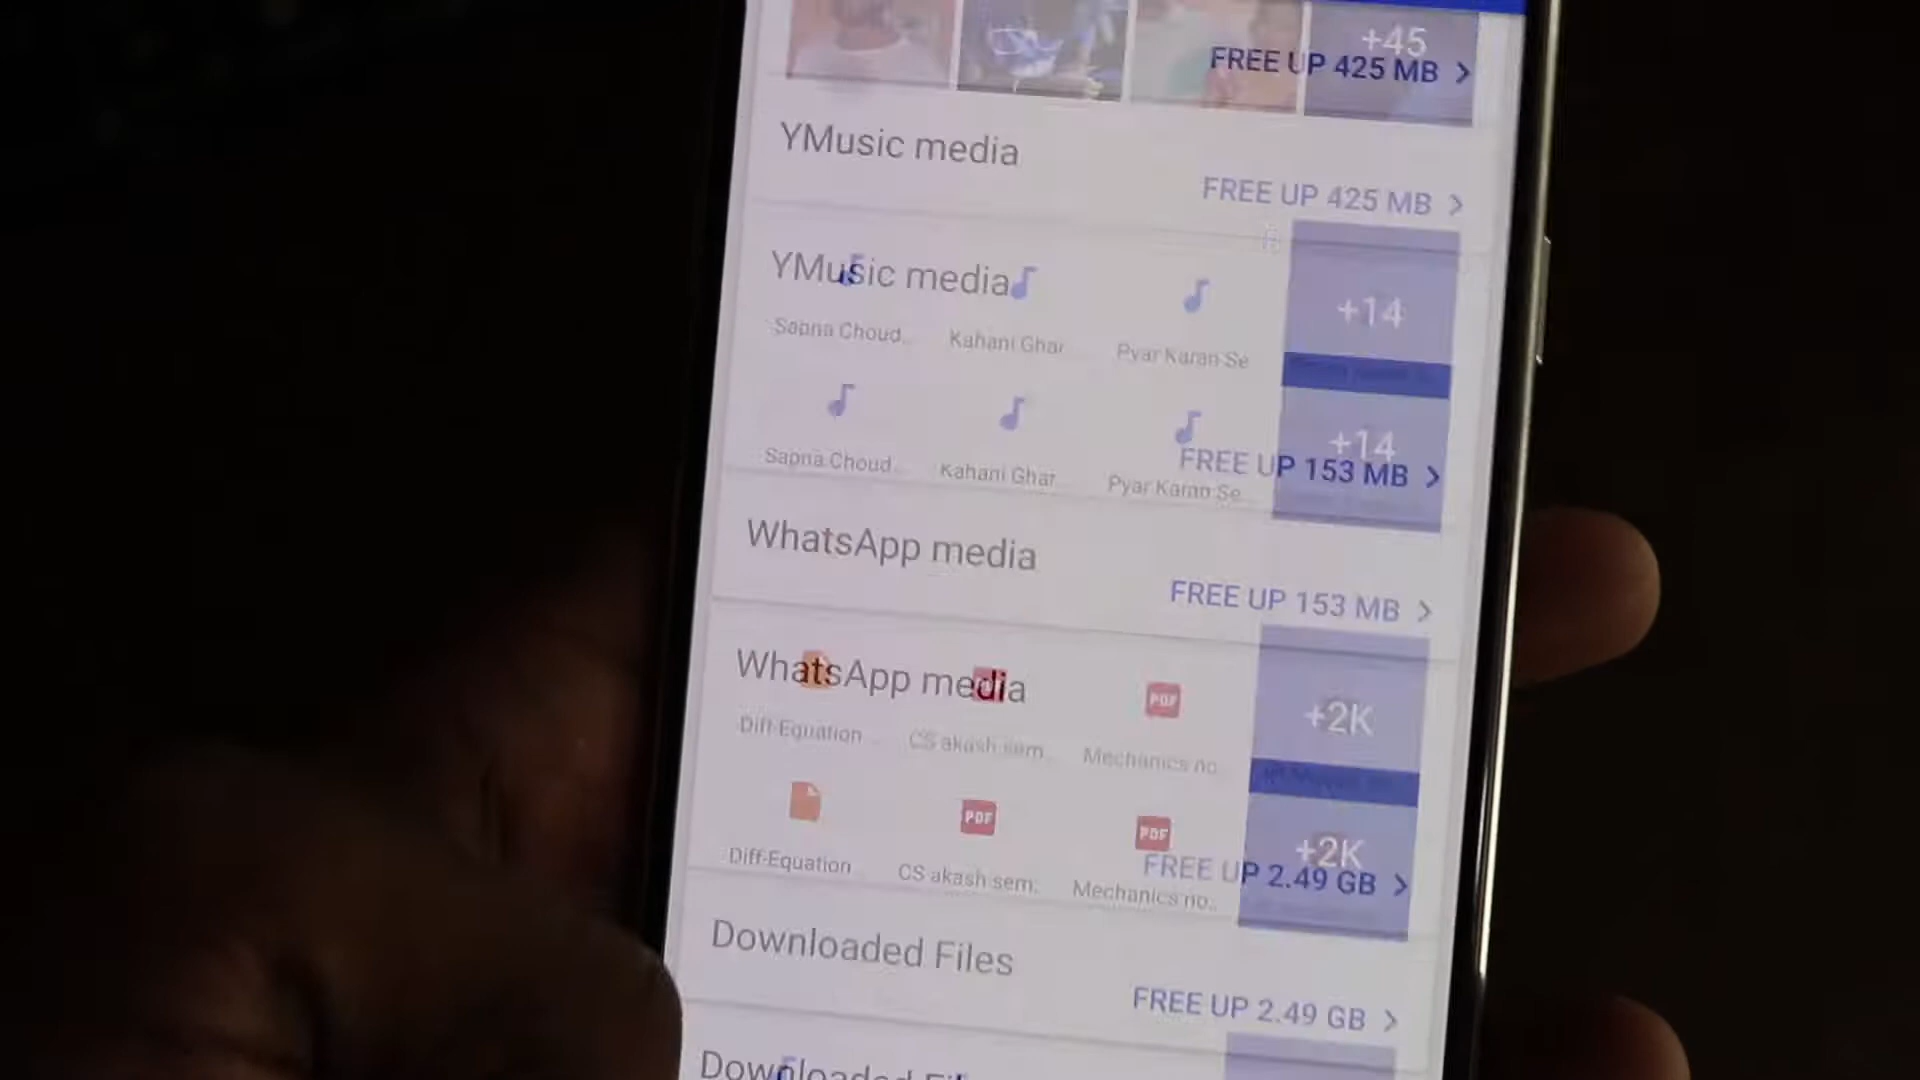 +45
FREE UP 425 MB
YMusic media
FREE UP 425 MB
YMusic media
+14
Sapna Choud..
Kahani Ghar
Pyar Karan Se
+14
FREE UP 153 MB
Sapna Choud..
Kahani Ghar
Pyar Karan Se
WhatsApp media
FREE UP 153 MB
WhatsApp media
PDF
+2K
Diff-Equation ..
CS akash sem..
Mechanics no..
PDF
PDF
+2K
FREE UP 2.49 GB
Diff-Equation
CS akash sem..
Mechanics no..
Downloaded Files
FREE UP 2.49 GB
Downloaded